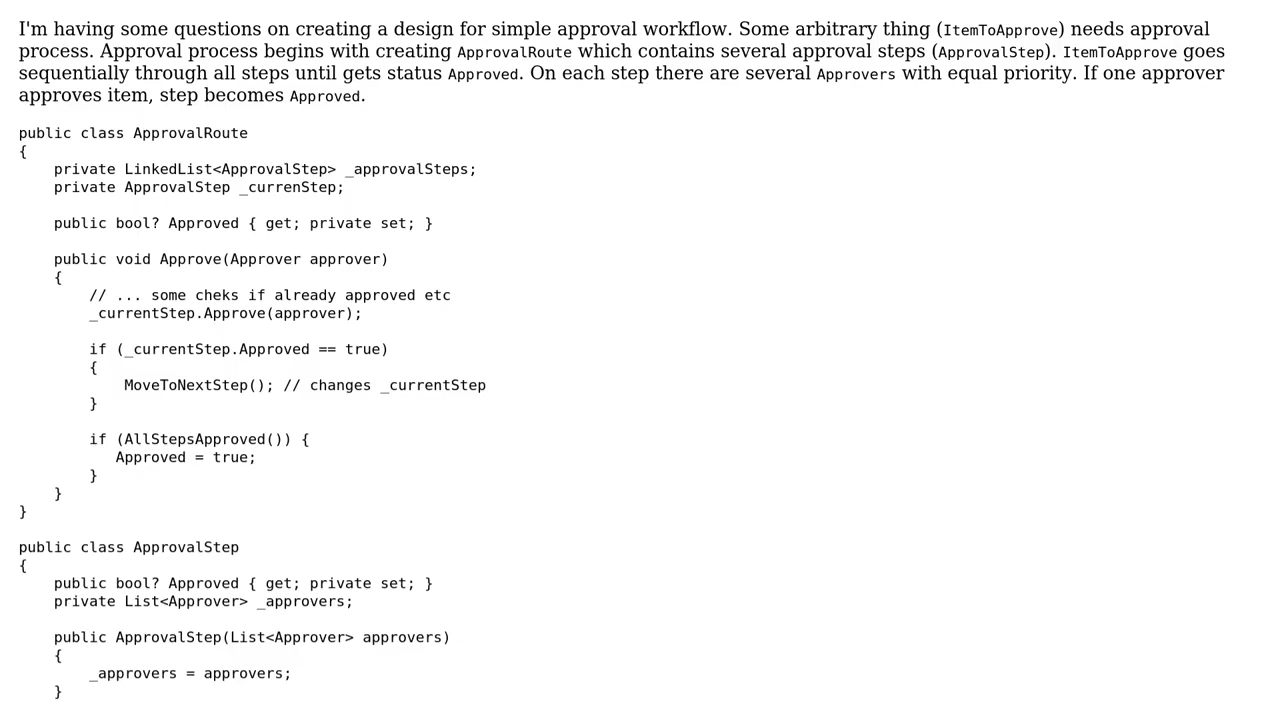 I'm having some questions on creating a design for simple approval workflow. Some arbitrary thing (ItemToApprove) needs approval
process. Approval process begins with creating ApprovalRoute which contains several approval steps (ApprovalStep). ItemToApprove goes
sequentially through all steps until gets status Approved. On each step there are several Approvers with equal priority. If one approver
approves item, step becomes Approved.
public class ApprovalRoute
{
    private LinkedList<ApprovalStep> _approvalSteps;
    private ApprovalStep _currenStep;
    public bool? Approved { get; private set; }
    public void Approve(Approver approver)
    {
        // ... some cheks if already approved etc
        _currentStep.Approve(approver);
        if (_currentStep.Approved == true)
        {
            MoveToNextStep(); // changes _currentStep
        }
        if (AllStepsApproved()) {
           Approved = true;
        }
    }
}
public class ApprovalStep
{
    public bool? Approved { get; private set; }
    private List<Approver> _approvers;
    public ApprovalStep(List<Approver> approvers)
    {
        _approvers = approvers;
    }